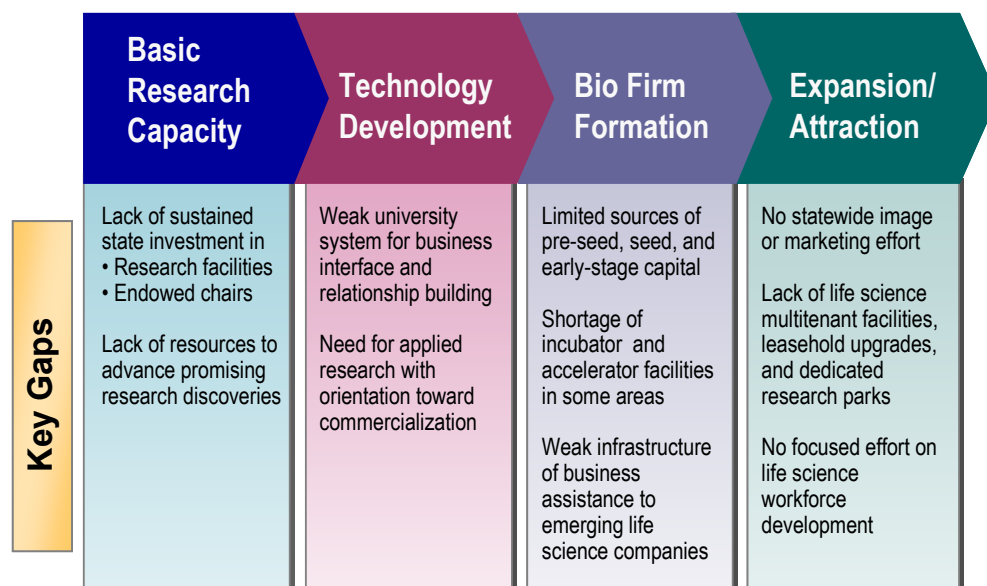 Basic
Research
Capacity
Technology
Development
Bio Firm
Formation
Expansion/
Attraction
Key Gaps
Lack of sustained
state investment in
• Research facilities
• Endowed chairs
Lack of resources to
advance promising
research discoveries
Weak university
system for business
interface and
relationship building
Need for applied
research with
orientation toward
commercialization
Limited sources of
pre-seed, seed, and
early-stage capital
Shortage of
incubator and
accelerator facilities
in some areas
Weak infrastructure
of business
assistance to
emerging life
science companies
No statewide image
or marketing effort
Lack of life science
multitenant facilities,
leasehold upgrades,
and dedicated
research parks
No focused effort on
life science
workforce
development